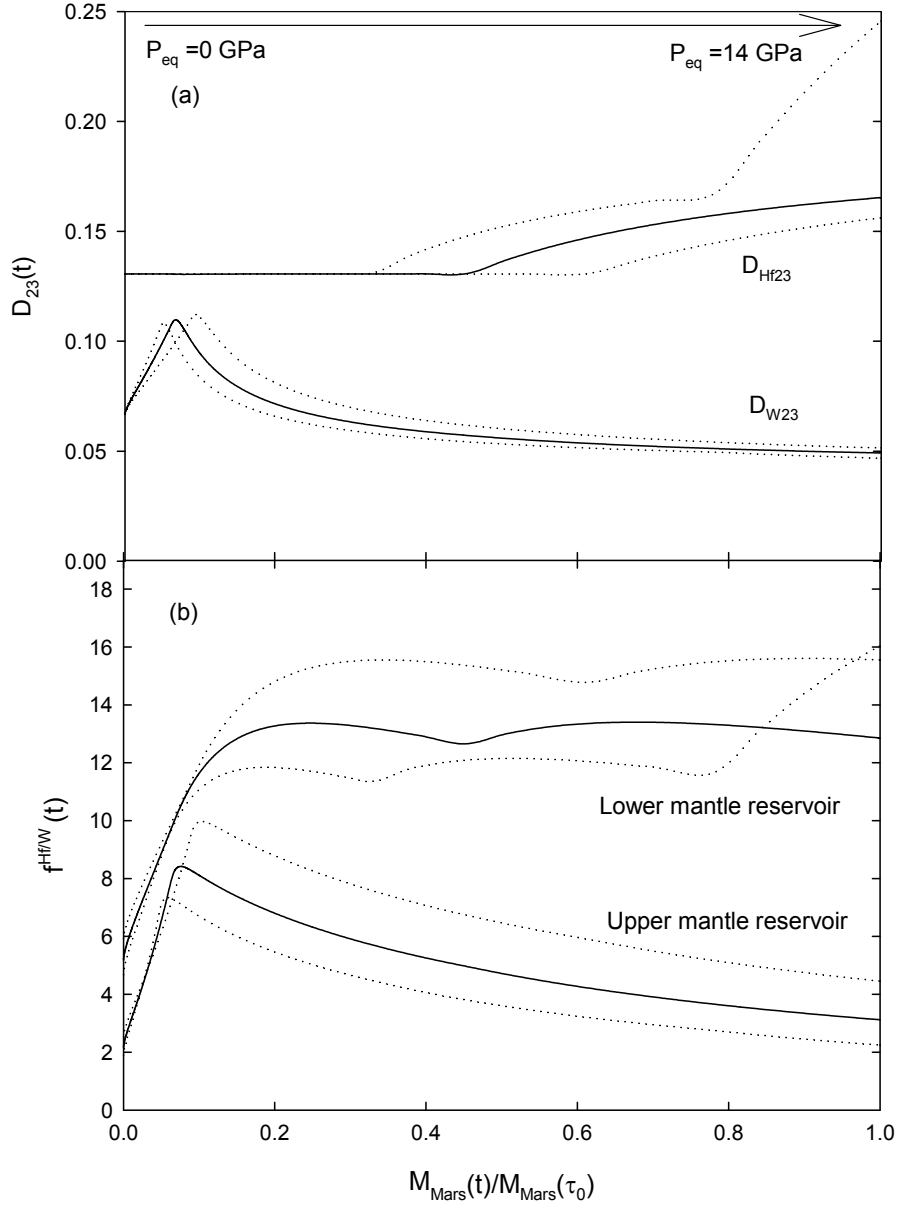 0.25
P_eq =0 GPa
P_eq =14 GPa
(a)
0.20
0.15
D_Hf23
D_23(t)
0.10
D_W23
0.05
0.00
18
(b)
16
14
12
Lower mantle reservoir
10
f^Hf/W(t)
8
Upper mantle reservoir
6
4
2
0
0.0 0.2 0.4 0.6 0.8 1.0
M_Mars(t)/M_Mars(τ_0)